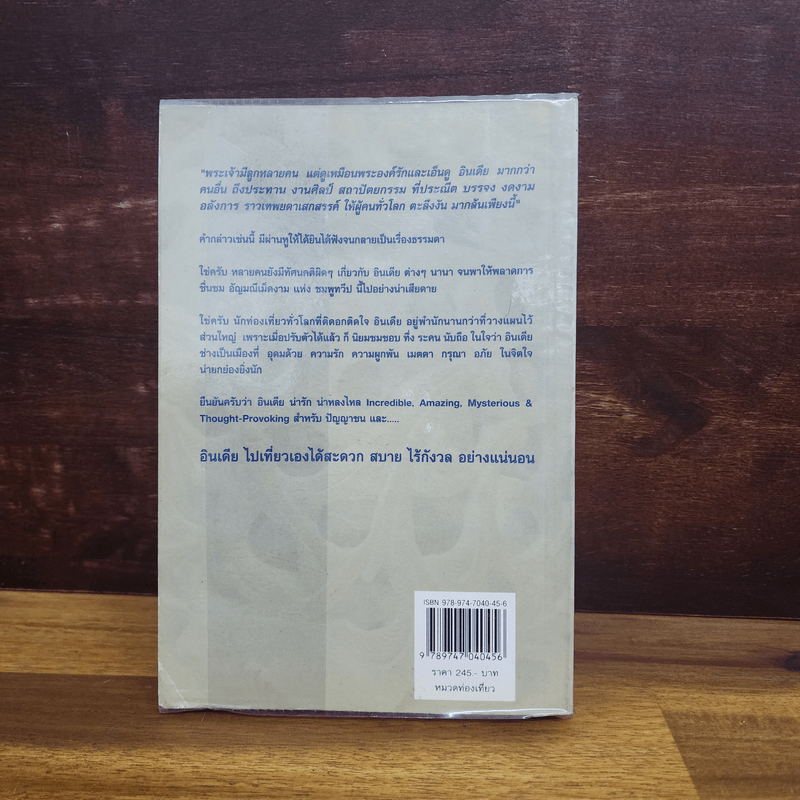 "พระเจ้ามีลูกหลายคน แต่ดูเหมือนพระองค์รักและเอ็นดู อินเดีย มากกว่า
คนอื่น ถึงประทาน งานศิลป์ สถาปัตยกรรม ที่ประณีต บรรจง งดงาม
อลังการ ราวเทพยดาเสกสรรค์ ให้ผู้คนทั่วโลก ตะลึงงัน มากล้นเพียงนี้"
คำกล่าวเช่นนี้ มีผ่านหูให้ได้ยินได้ฟังจนกลายเป็นเรื่องธรรมดา
ใช่ครับ หลายคนยังมีทัศนคติผิดๆ เกี่ยวกับ อินเดีย ต่างๆ นานา จนพาให้พลาดการ
ชื่นชม อัญมณีเม็ดงาม แห่ง ชมพูทวีป นี้ไปอย่างน่าเสียดาย
ใช่ครับ นักท่องเที่ยวทั่วโลกที่ติดอกติดใจ อินเดีย อยู่พำนักนานกว่าที่วางแผนไว้
ส่วนใหญ่ เพราะเมื่อปรับตัวได้แล้ว ก็ นิยมชมชอบ ทึ่ง ระคน นับถือ ในใจว่า อินเดีย
ช่างเป็นเมืองที่ อุดมด้วย ความรัก ความผูกพัน เมตตา กรุณา อภัย ในจิตใจ
น่ายกย่องยิ่งนัก
ยืนยันครับว่า อินเดีย น่ารัก น่าหลงใหล Incredible, Amazing, Mysterious &
Thought-Provoking สำหรับ ปัญญาชน และ.....
อินเดีย ไปเที่ยวเองได้สะดวก สบาย ไร้กังวล อย่างแน่นอน
ISBN 978-974-7040-45-6
9 789747 040456
ราคา 245.- บาท
หมวดท่องเที่ยว